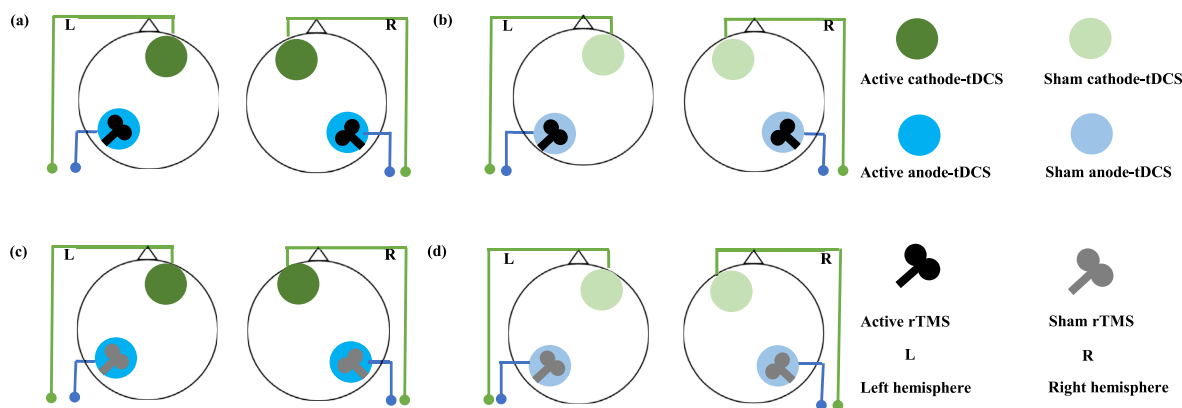 (a)
L
R
(b)
L
R
Active cathode-tDCS
Sham cathode-tDCS
Active anode-tDCS
Sham anode-tDCS
(c)
L
R
(d)
L
R
Active rTMS
Sham rTMS
L
R
Left hemisphere
Right hemisphere